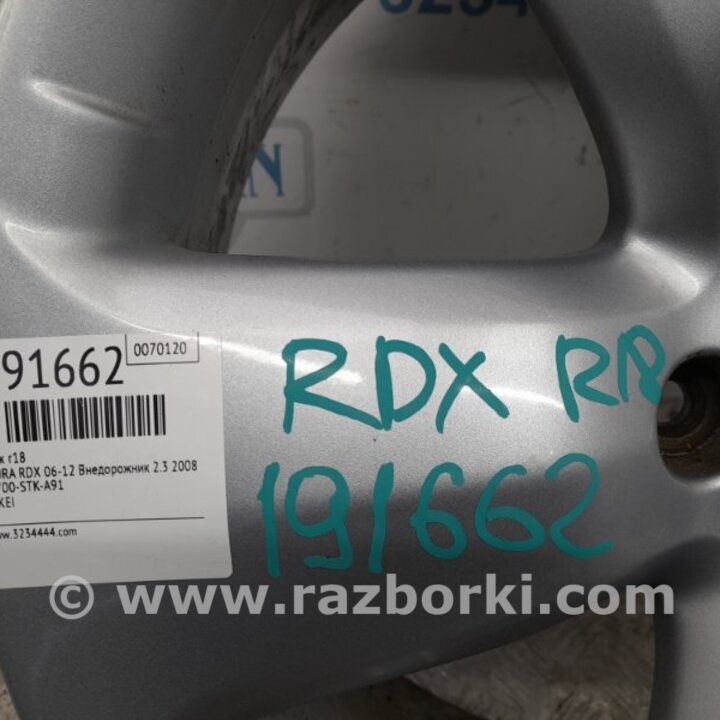 RDX R18
191662
91662
0070120
к r18
RA RDX 06-12 Внедорожник 2.3 2008
700-STK-A91
KEI
w.3234444.com
© www.razborki.com